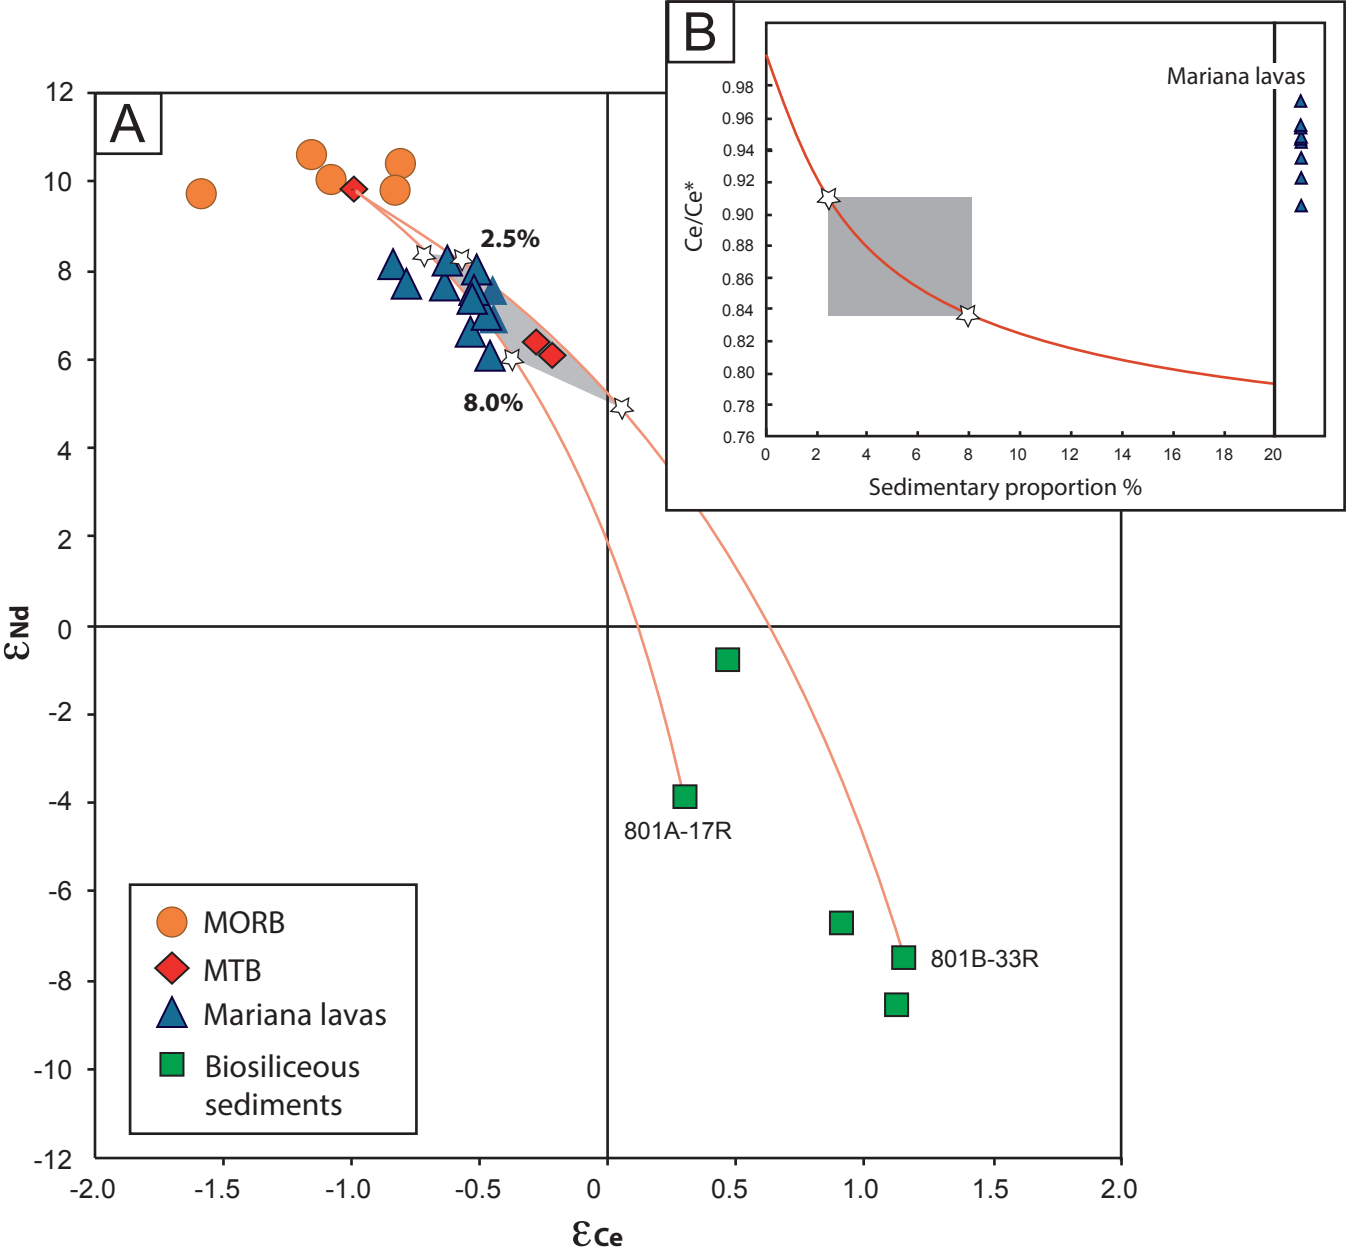 A
12
10
8
6
4
2
0
-2
-4
-6
-8
-10
-12
εNd
-2.0 -1.5 -1.0 -0.5 0 0.5 1.0 1.5 2.0
εCe
2.5%
8.0%
801A-17R
801B-33R
MORB
MTB
Mariana lavas
Biosiliceous
sediments
B
Mariana lavas
0.98
0.96
0.94
0.92
0.90
0.88
0.86
0.84
0.82
0.80
0.78
0.76
Ce/Ce*
0 2 4 6 8 10 12 14 16 18 20
Sedimentary proportion %